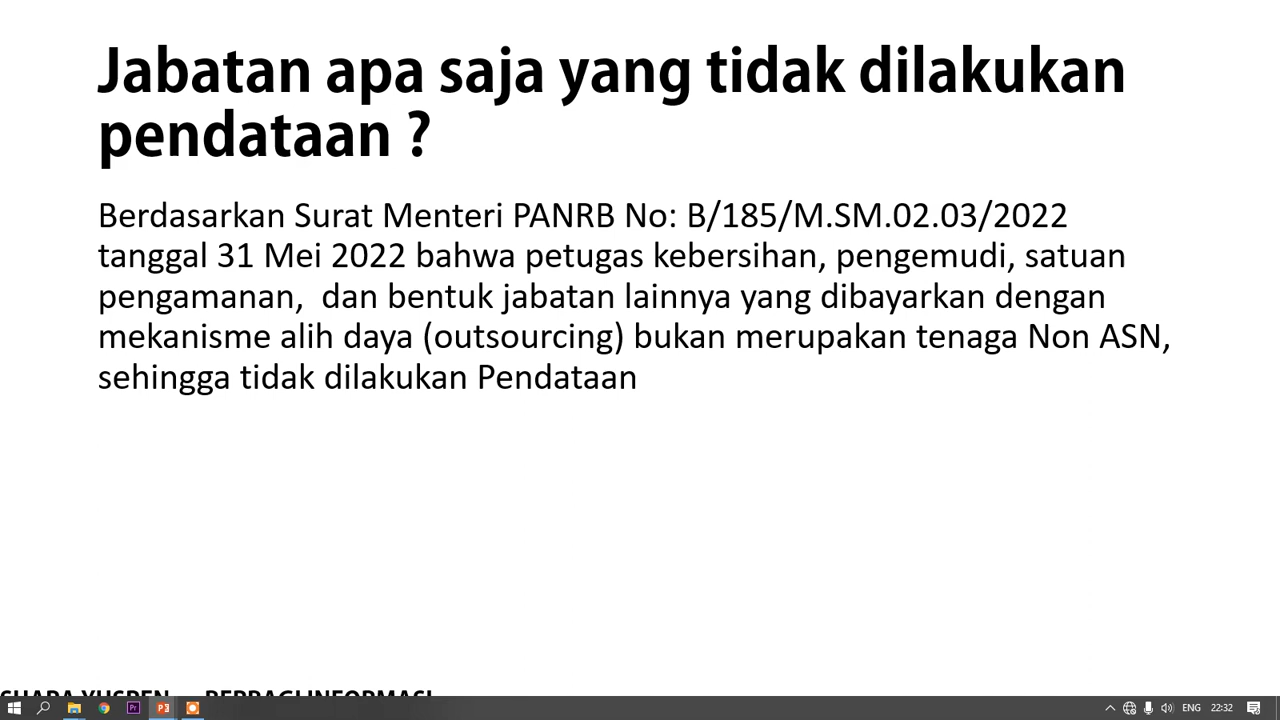 Jabatan apa saja yang tidak dilakukan
pendataan ?
Berdasarkan Surat Menteri PANRB No: B/185/M.SM.02.03/2022
tanggal 31 Mei 2022 bahwa petugas kebersihan, pengemudi, satuan
pengamanan,  dan bentuk jabatan lainnya yang dibayarkan dengan
mekanisme alih daya (outsourcing) bukan merupakan tenaga Non ASN,
sehingga tidak dilakukan Pendataan
BERBAGI INFORMASI
ENG
22:32